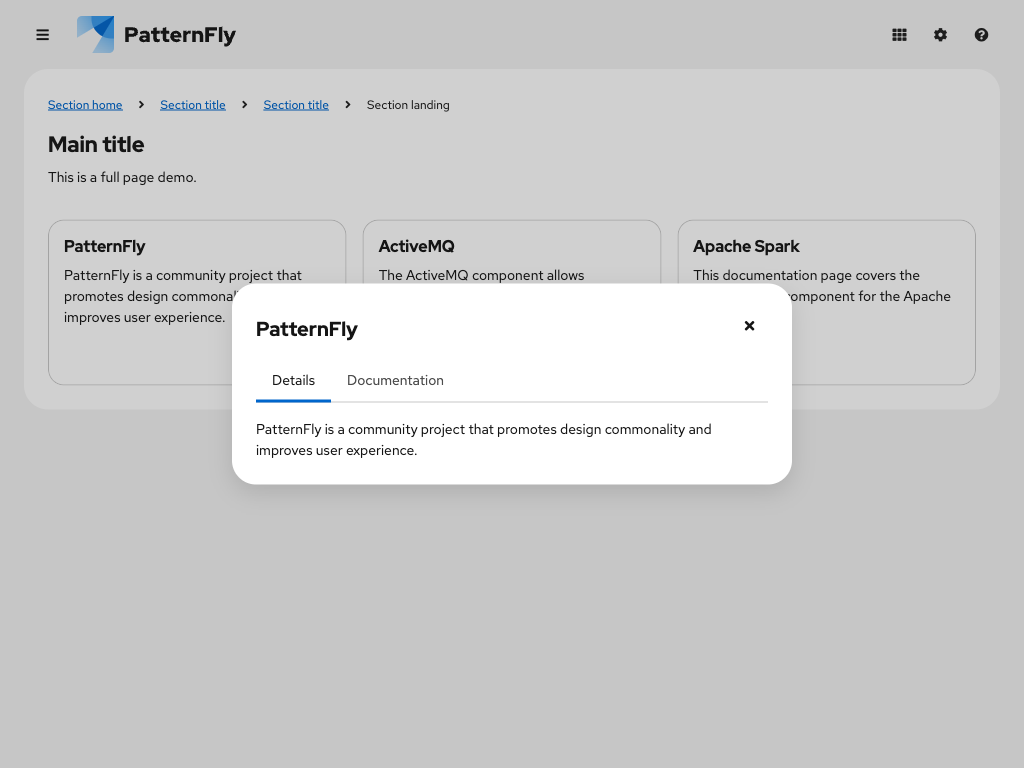 PatternFly
Section home
Section title
Section title
Section landing
Main title
This is a full page demo.
PatternFly
PatternFly is a community project that
promotes design
improves user experience.
ActiveMQ
The ActiveMQ component allows
Apache Spark
This documentation page covers the
component for the Apache
PatternFly
Details
Documentation
PatternFly is a community project that promotes design commonality and
improves user experience.